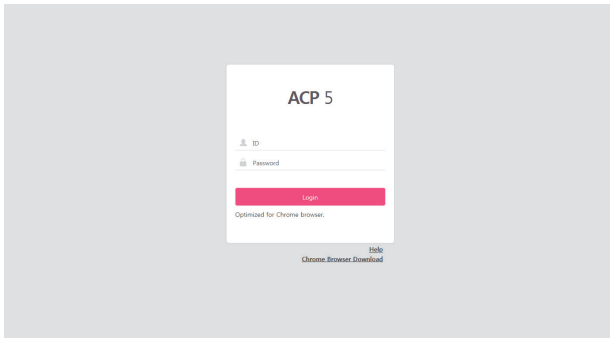 ACP 5
ID
Password
Login
Optimized for Chrome browser.
Help
Chrome Browser Download